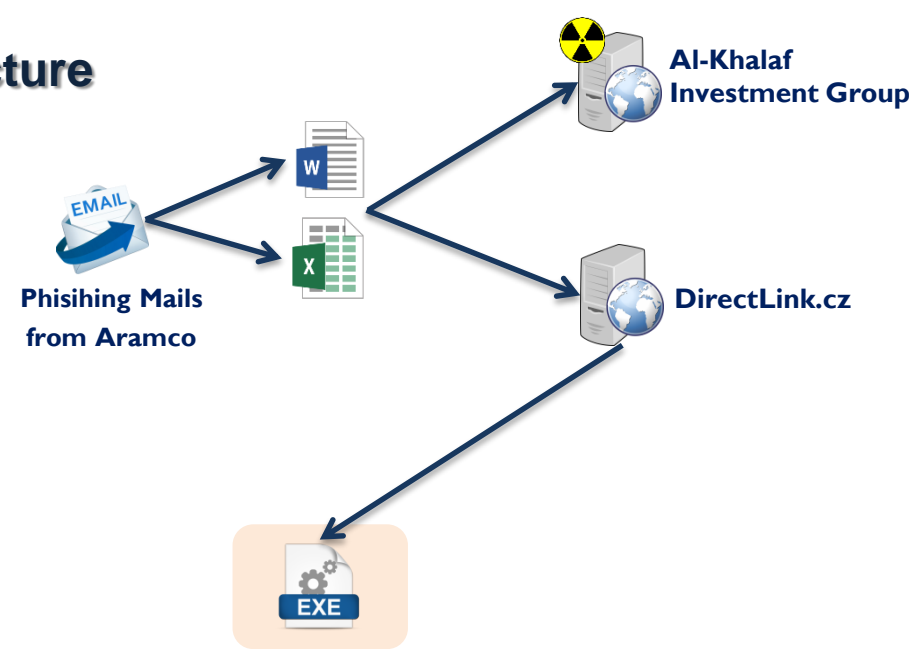 cture
Al-Khalaf
Investment Group
W
EMAIL
X
Phisihing Mails
from Aramco
DirectLink.cz
EXE